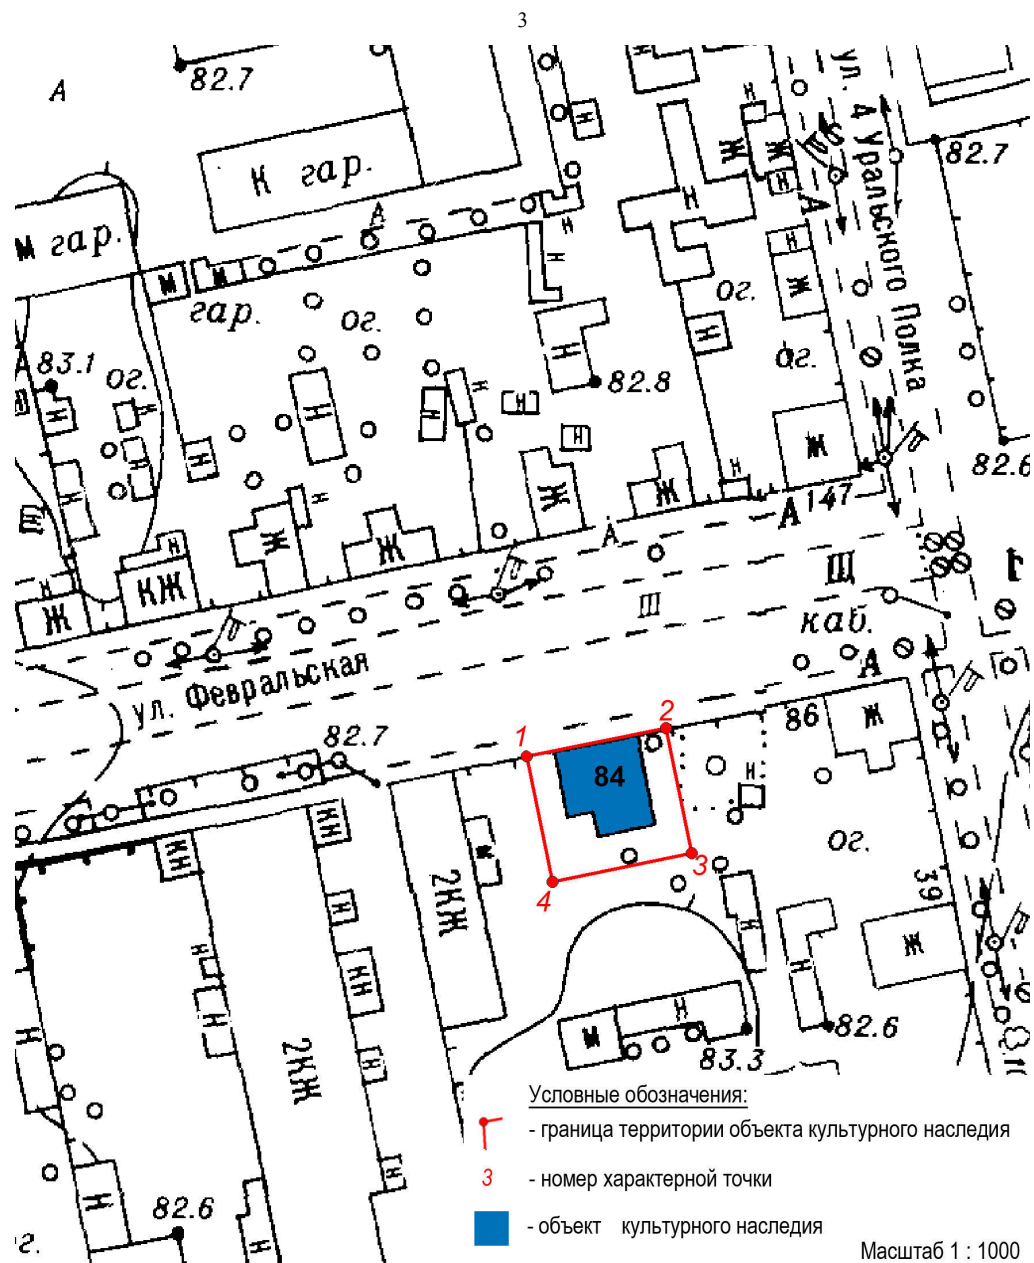 3
А
82.7
К гар.
М гар.
А
гар.
М
М
ог.
83.1
ог.
Н
Н
82.8
ог.
ог.
82.7
82.6
ул. 4 Уральского Полка
Ж
Ж
Ж
А
Ж
А 147
КЖ
Ж
Ж
Ж
Ж
Ж
А
Ш
Ш
каб.
А
ул. Февральская
82.7
1
2
3
4
84
86
Ж
Н
ог.
39
Ж
М
2КЖ
КН
КН
Н
КН
Н
2КЖ
Н
М
Н
83.3
82.6
Н
82.6
Н
Н
г.
Условные обозначения:
- граница территории объекта культурного наследия
3 - номер характерной точки
- объект культурного наследия
Масштаб 1 : 1000